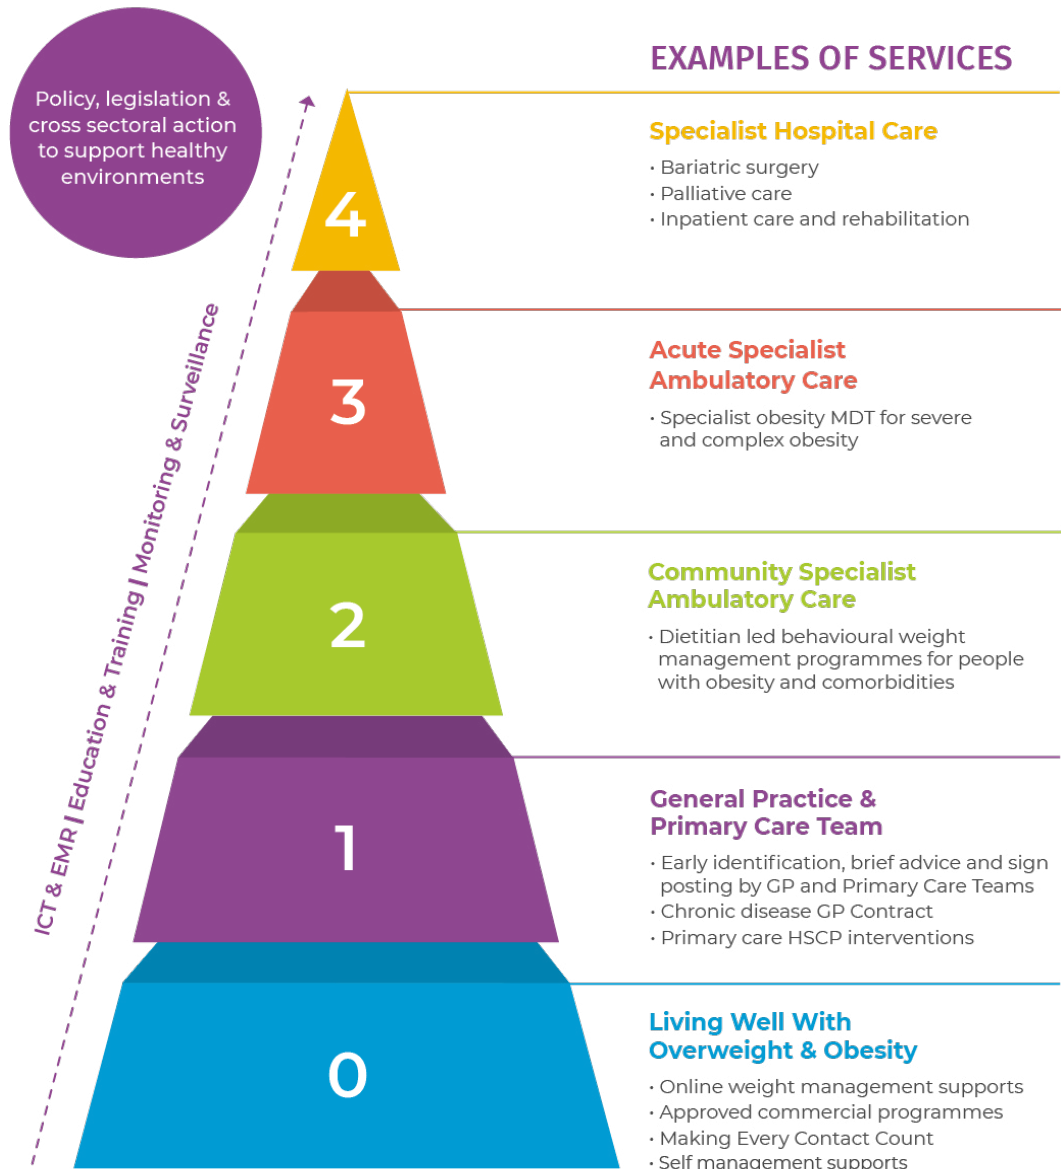 Policy, legislation &
cross sectoral action
to support healthy
environments
ICT & EMR | Education & Training | Monitoring & Surveillance
EXAMPLES OF SERVICES
4
Specialist Hospital Care
· Bariatric surgery
· Palliative care
· Inpatient care and rehabilitation
3
Acute Specialist
Ambulatory Care
· Specialist obesity MDT for severe
and complex obesity
2
Community Specialist
Ambulatory Care
· Dietitian led behavioural weight
management programmes for people
with obesity and comorbidities
1
General Practice &
Primary Care Team
· Early identification, brief advice and sign
posting by GP and Primary Care Teams
· Chronic disease GP Contract
· Primary care HSCP interventions
0
Living Well With
Overweight & Obesity
· Online weight management supports
· Approved commercial programmes
· Making Every Contact Count
· Self management supports